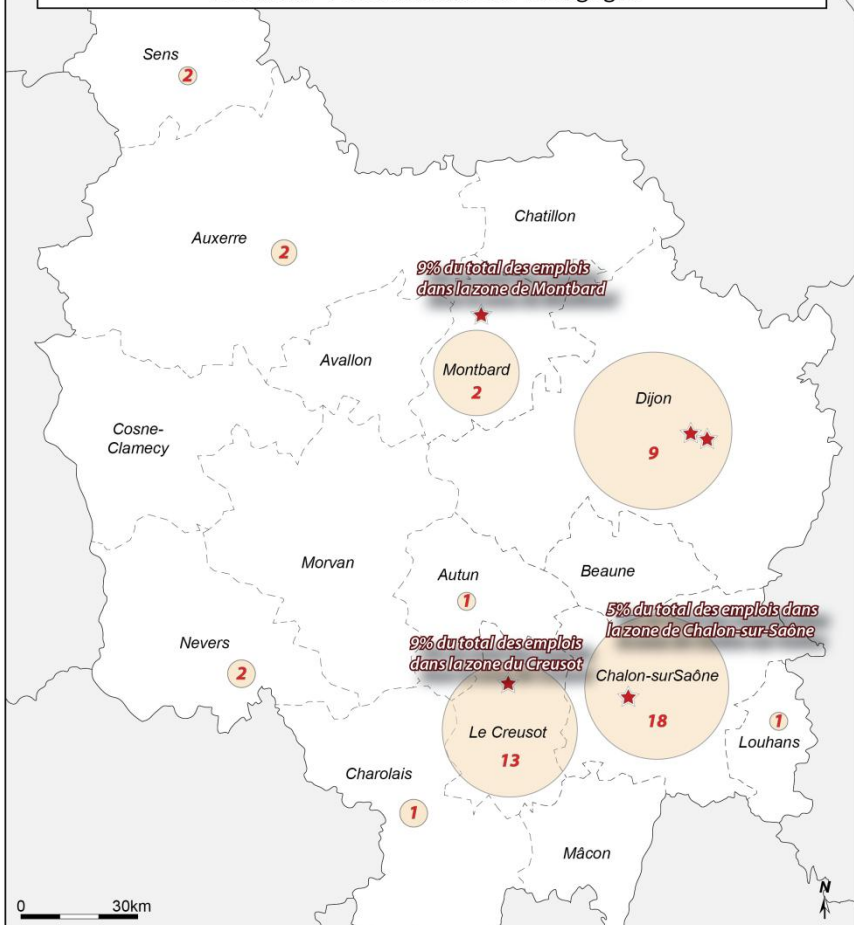 Sens
2
Auxerre
2
Chatillon
9% du total des emplois
dans la zone de Montbard
Avallon
Montbard
2
Dijon
9
Cosne-
Clamecy
Morvan
Autun
1
Beaune
5% du total des emplois dans
la zone de Chalon-sur-Saône
Nevers
2
9% du total des emplois
dans la zone du Creusot
Chalon-surSaône
18
Le Creusot
13
1
Louhans
Charolais
1
Mâcon
0 30km
N